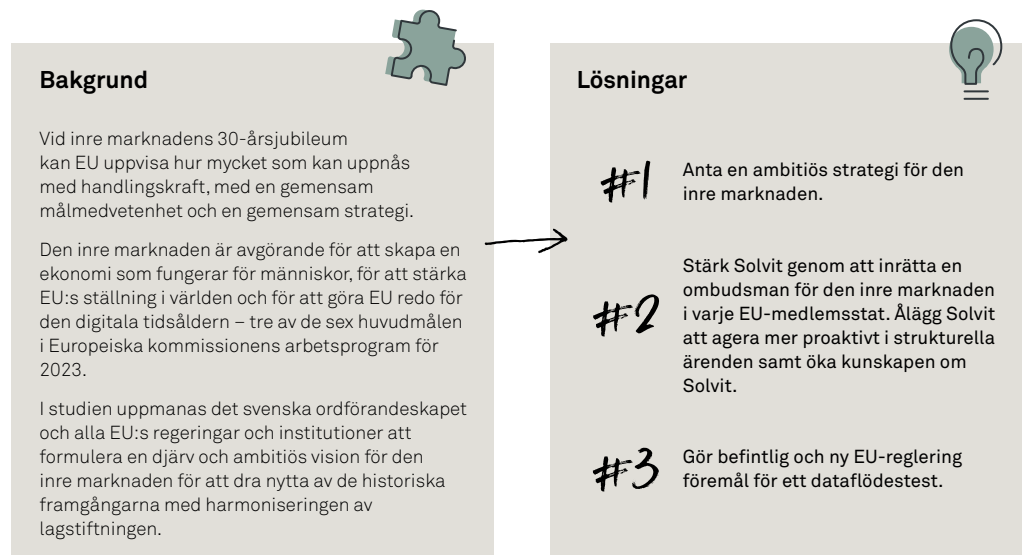 Bakgrund
Vid inre marknadens 30-årsjubileum
kan EU uppvisa hur mycket som kan uppnås
med handlingskraft, med en gemensam
målmedvetenhet och en gemensam strategi.
Den inre marknaden är avgörande för att skapa en
ekonomi som fungerar för människor, för att stärka
EU:s ställning i världen och för att göra EU redo för
den digitala tidsåldern – tre av de sex huvudmålen
i Europeiska kommissionens arbetsprogram för
2023.
I studien uppmanas det svenska ordförandeskapet
och alla EU:s regeringar och institutioner att
formulera en djärv och ambitiös vision för den
inre marknaden för att dra nytta av de historiska
framgångarna med harmoniseringen av
lagstiftningen.
Lösningar
#1
Anta en ambitiös strategi för den
inre marknaden.
#2
Stärk Solvit genom att inrätta en
ombudsman för den inre marknaden
i varje EU-medlemsstat. Ålägg Solvit
att agera mer proaktivt i strukturella
ärenden samt öka kunskapen om
Solvit.
#3
Gör befintlig och ny EU-reglering
föremål för ett dataflödestest.